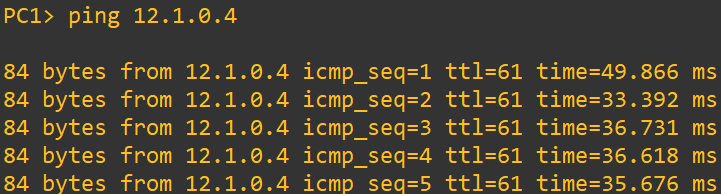 PC1> ping 12.1.0.4
84 bytes from 12.1.0.4 icmp_seq=1 ttl=61 time=49.866 ms
84 bytes from 12.1.0.4 icmp_seq=2 ttl=61 time=33.392 ms
84 bytes from 12.1.0.4 icmp_seq=3 ttl=61 time=36.731 ms
84 bytes from 12.1.0.4 icmp_seq=4 ttl=61 time=36.618 ms
84 bytes from 12.1.0.4 icmp_seq=5 ttl=61 time=35.676 ms